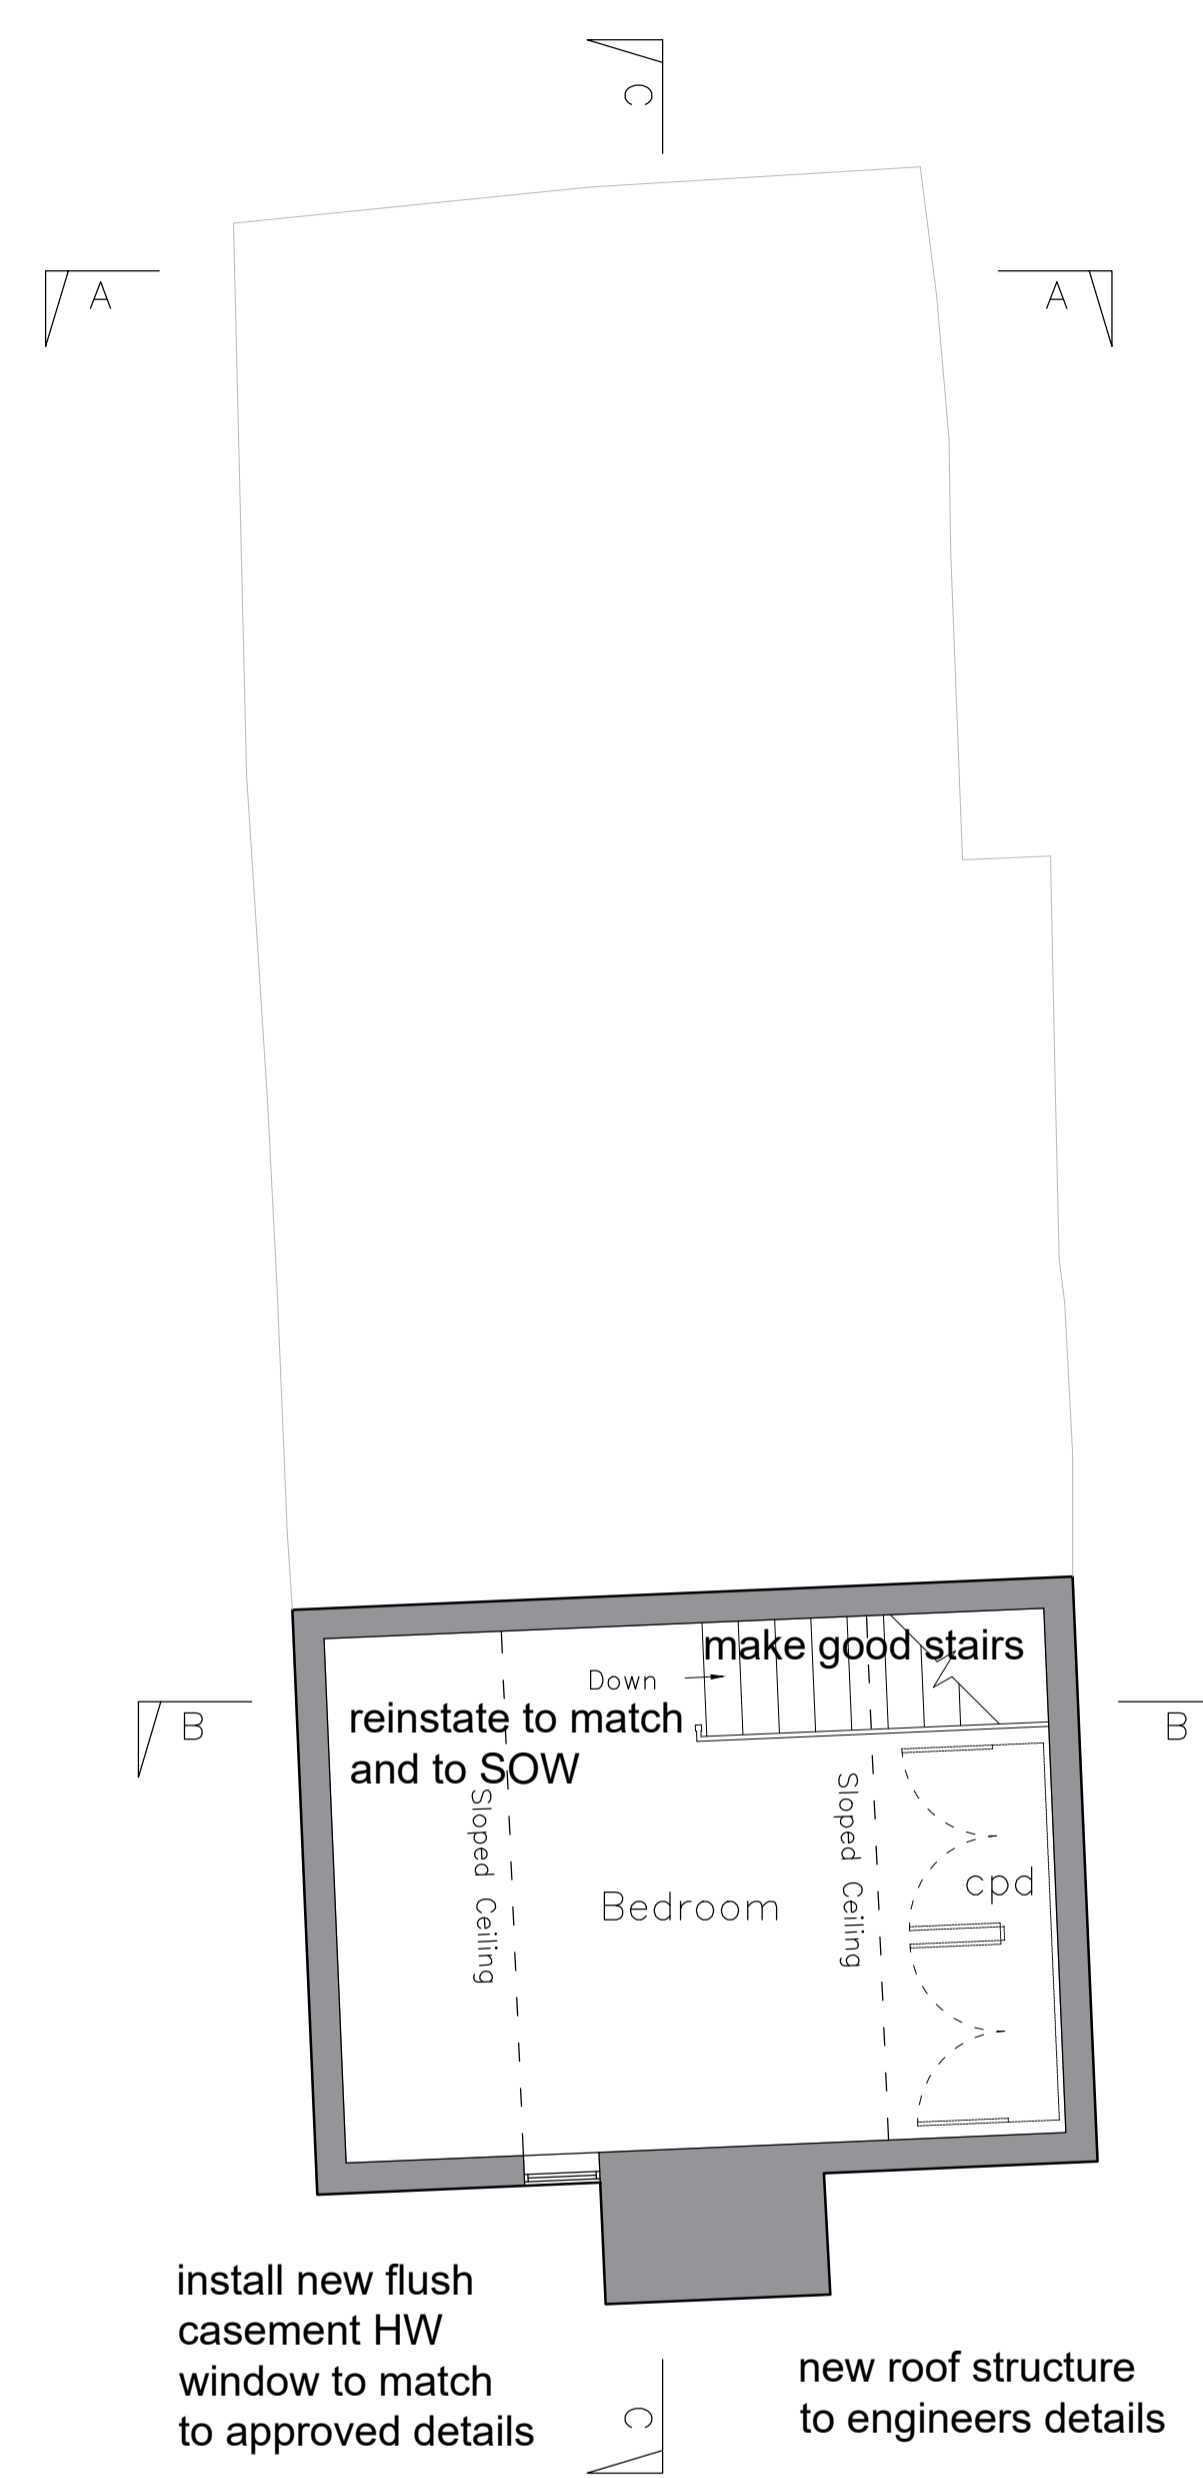 C
A
A
make good stairs
Down
reinstate to match
and to SOW
B
B
Sloped Ceiling
Sloped Ceiling
cpd
Bedroom
install new flush
casement HW
window to match
to approved details
new roof structure
to engineers details
C